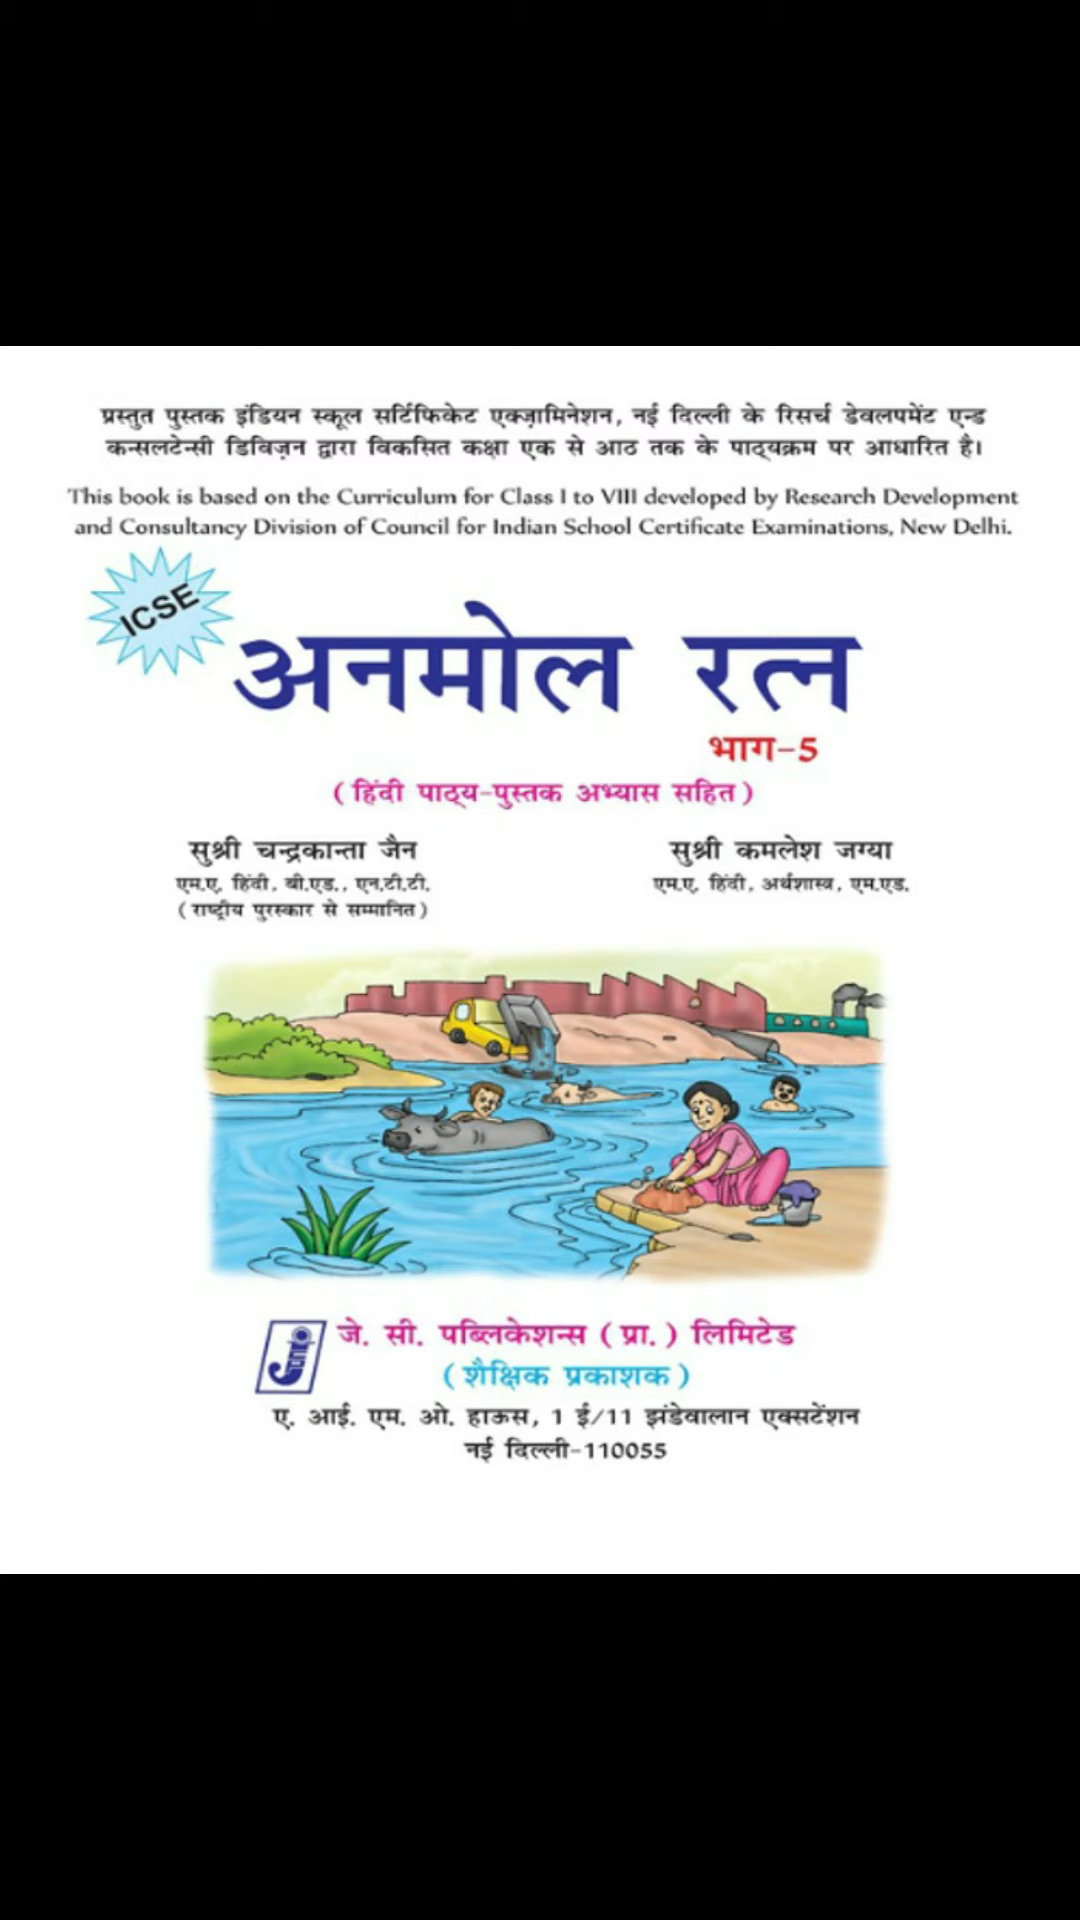 प्रस्तुत पुस्तक इंडियन स्कूल सर्टिफिकेट एक्ज़ामिनेशन, नई दिल्ली के रिसर्च डेवलपमेंट एन्ड
कन्सलटेन्सी डिविज़न द्वारा विकसित कक्षा एक से आठ तक के पाठ्यक्रम पर आधारित है।
This book is based on the Curriculum for Class I to VIII developed by Research Development
and Consultancy Division of Council for Indian School Certificate Examinations, New Delhi.
ICSE
अनमोल रत्न
भाग-5
(हिंदी पाठ्य-पुस्तक अभ्यास सहित)
सुश्री चन्द्रकान्ता जैन
एम.ए. हिंदी, बी.एड., एन.टी.टी.
(राष्ट्रीय पुरस्कार से सम्मानित)
सुश्री कमलेश जग्या
एम.ए. हिंदी, अर्थशास्त्र, एम.एड.
जे. सी. पब्लिकेशन्स (प्रा.) लिमिटेड
(शैक्षिक प्रकाशक)
ए. आई. एम. ओ. हाऊस, 1 ई/11 झंडेवालान एक्सटेंशन
नई दिल्ली-110055